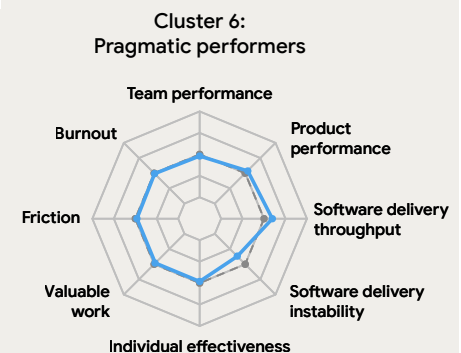 Cluster 6:
Pragmatic performers
Team performance
Burnout
Product
performance
Friction
Software delivery
throughput
Valuable
work
Software delivery
instability
Individual effectiveness